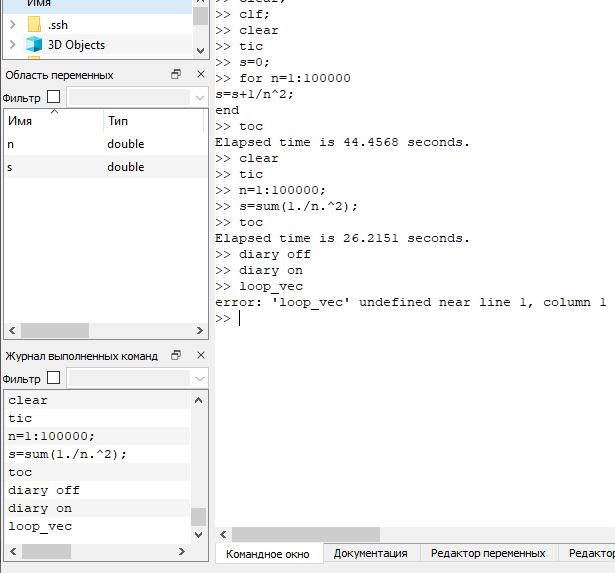 Имя
.ssh
3D Objects
Область переменных
Фильтр
Имя Тип
n double
s double
Журнал выполненных команд
Фильтр
clear
tic
n=1:100000;
s=sum(1./n.^2);
toc
diary off
diary on
loop_vec
>> clear;
>> clf;
>> clear
>> tic
>> s=0;
>> for n=1:100000
s=s+1/n^2;
end
>> toc
Elapsed time is 44.4568 seconds.
>> clear
>> tic
>> n=1:100000;
>> s=sum(1./n.^2);
>> toc
Elapsed time is 26.2151 seconds.
>> diary off
>> diary on
>> loop_vec
error: 'loop_vec' undefined near line 1, column 1
>>
Командное окно Документация Редактор переменных Редактор